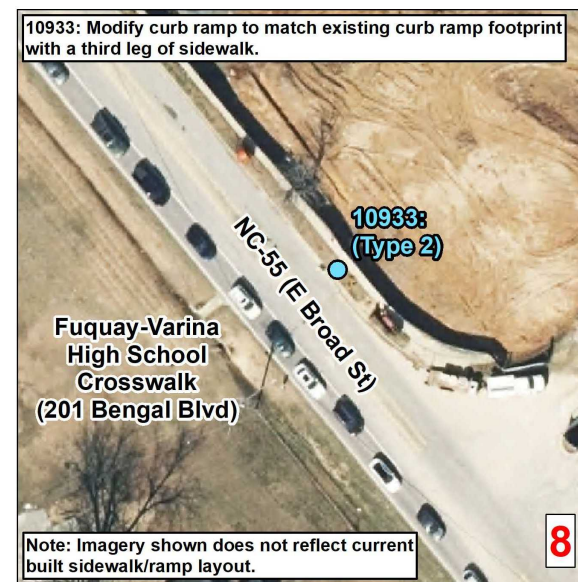 10933: Modify curb ramp to match existing curb ramp footprint
with a third leg of sidewalk.
10933:
(Type 2)
NC-55 (E Broad St)
Fuquay-Varina
High School
Crosswalk
(201 Bengal Blvd)
Note: Imagery shown does not reflect current
built sidewalk/ramp layout.
8